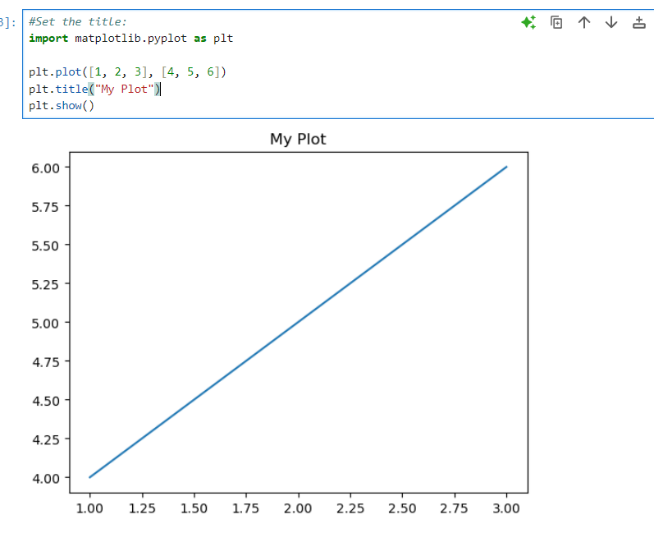 3]:
#Set the title:
import matplotlib.pyplot as plt
plt.plot([1, 2, 3], [4, 5, 6])
plt.title("My Plot")
plt.show()
My Plot
6.00
5.75
5.50
5.25
5.00
4.75
4.50
4.25
4.00
1.00 1.25 1.50 1.75 2.00 2.25 2.50 2.75 3.00